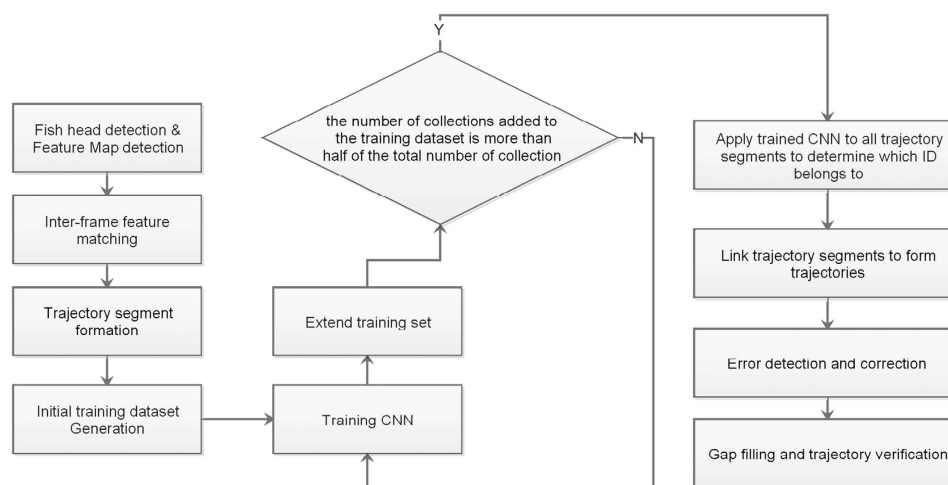 Fish head detection &
Feature Map detection
Inter-frame feature
matching
Trajectory segment
formation
Initial training dataset
Generation
Training CNN
Extend training set
the number of collections added to
the training dataset is more than
half of the total number of collection
Y
N
Apply trained CNN to all trajectory
segments to determine which ID
belongs to
Link trajectory segments to form
trajectories
Error detection and correction
Gap filling and trajectory verification